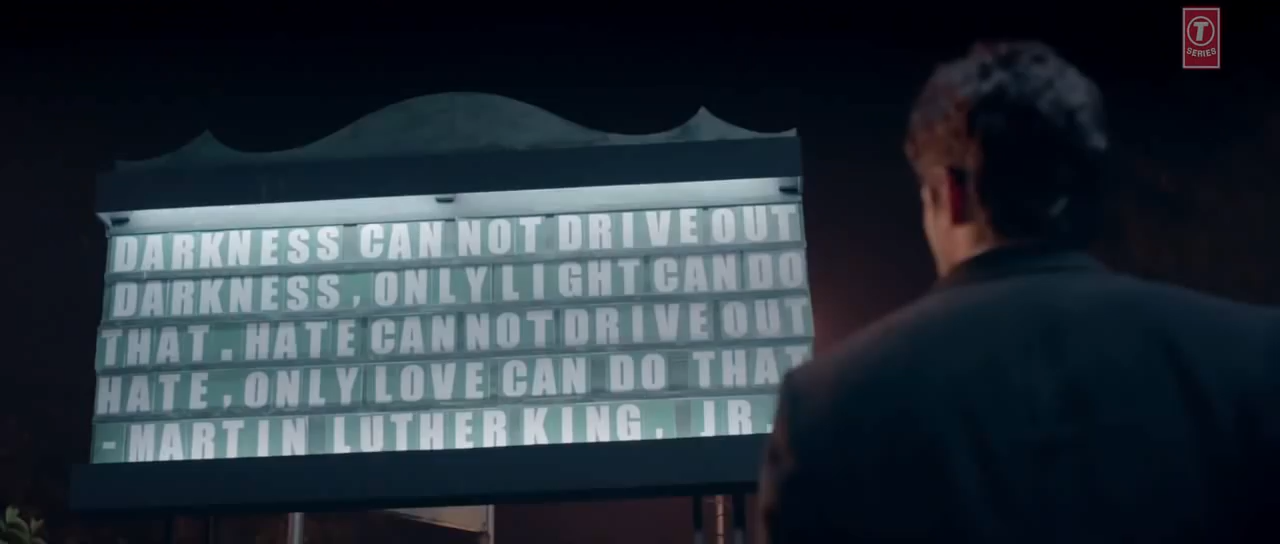 DARKNESS CAN NOT DRIVE OUT
DARKNESS, ONLY LIGHT CAN DO
THAT. HATE CAN NOT DRIVE OUT
HATE, ONLY LOVE CAN DO THAT
- MARTIN LUTHER KING, JR.
T
SERIES